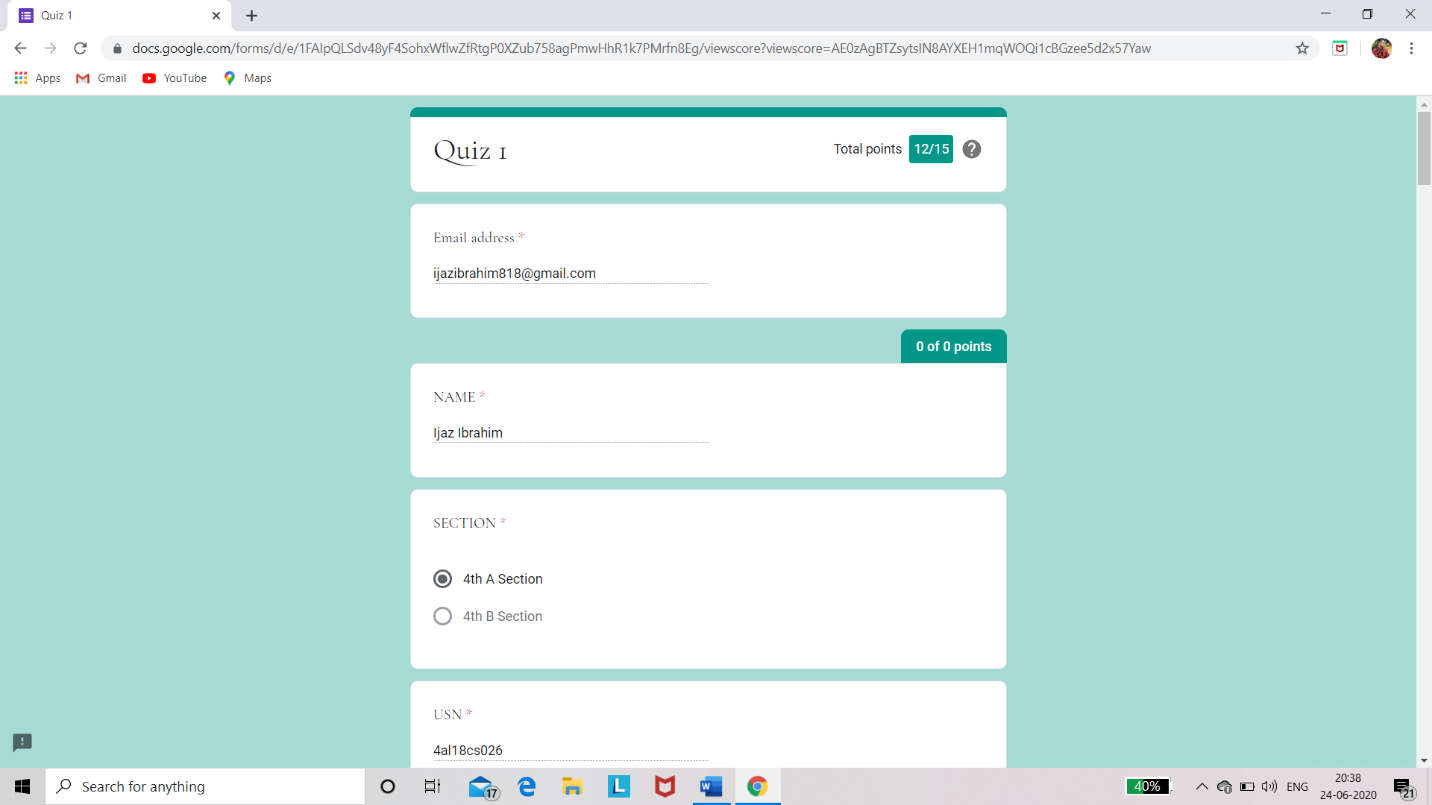 Quiz 1
docs.google.com/forms/d/e/1FAIpQLSdv48yF4SohxWflwZfRtgP0XZub758agPmwHhR1k7PMrfn8Eg/viewscore?viewscore=AE0zAgBTZsytsIN8AYXEH1mqWOQi1cBGzee5d2x57Yaw
Apps Gmail YouTube Maps
Quiz 1 Total points 12/15 ?
Email address *
ijazibrahim818@gmail.com
0 of 0 points
NAME *
Ijaz Ibrahim
SECTION *
4th A Section
4th B Section
USN *
4al18cs026
Search for anything 17 L W 40% ENG 20:38
24-06-2020 21